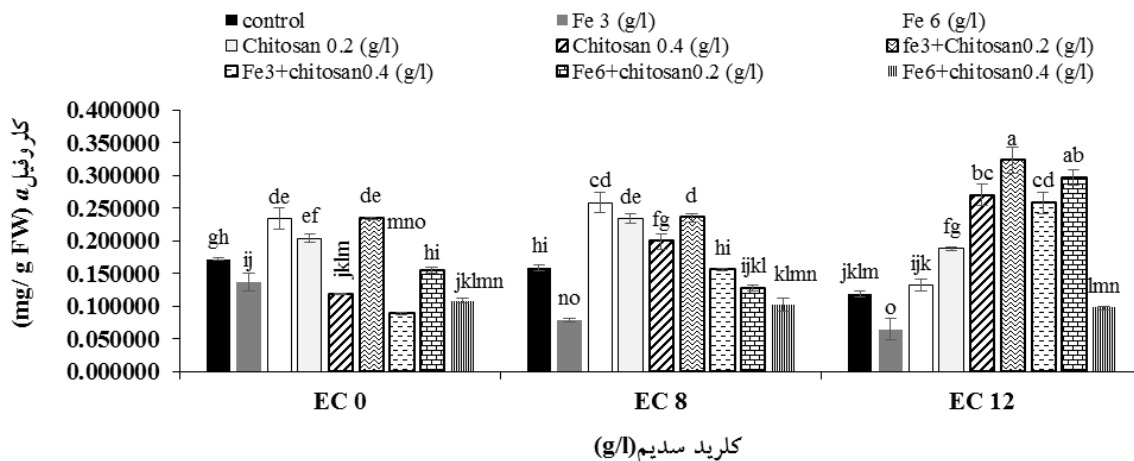 control Fe 3 (g/l) Fe 6 (g/l)
Chitosan 0.2 (g/l) Chitosan 0.4 (g/l) fe3+Chitosan0.2 (g/l)
Fe3+chitosan0.4 (g/l) Fe6+chitosan0.2 (g/l) Fe6+chitosan0.4 (g/l)
کلروفیل a (mg/ g FW)
0.400000
0.350000
0.300000
0.250000
0.200000
0.150000
0.100000
0.050000
0.000000
gh ij de ef jklm de mno hi jklmn
hi no cd de fg d hi ijkl klmn
jklm o ijk fg bc a cd ab lmn
EC 0 EC 8 EC 12
کلرید سدیم(g/l)